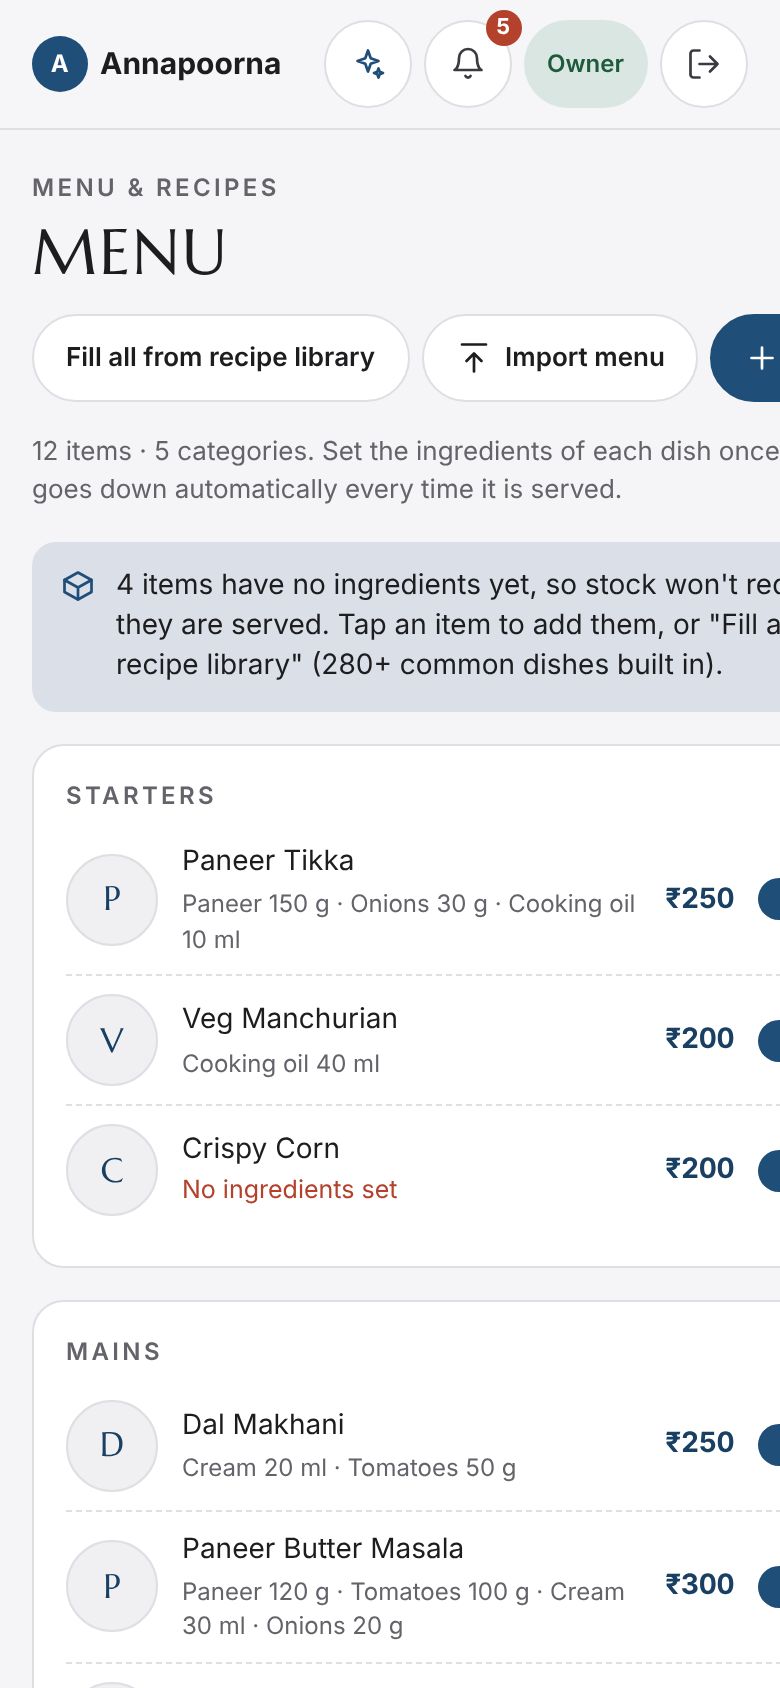 A Annapoorna 5 Owner
MENU & RECIPES
MENU
Fill all from recipe library Import menu +
12 items · 5 categories. Set the ingredients of each dish once
goes down automatically every time it is served.
4 items have no ingredients yet, so stock won't
they are served. Tap an item to add them, or "Fill
recipe library" (280+ common dishes built in).
STARTERS
P Paneer Tikka ₹250
Paneer 150 g · Onions 30 g · Cooking oil
10 ml
V Veg Manchurian ₹200
Cooking oil 40 ml
C Crispy Corn ₹200
No ingredients set
MAINS
D Dal Makhani ₹250
Cream 20 ml · Tomatoes 50 g
P Paneer Butter Masala ₹300
Paneer 120 g · Tomatoes 100 g · Cream
30 ml · Onions 20 g